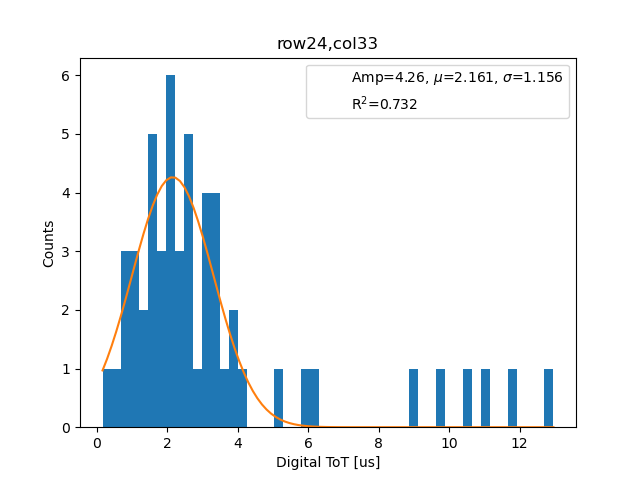 row24,col33
Amp=4.26, μ=2.161, σ=1.156
R²=0.732
6
5
4
3
2
1
0
Counts
0 2 4 6 8 10 12
Digital ToT [us]